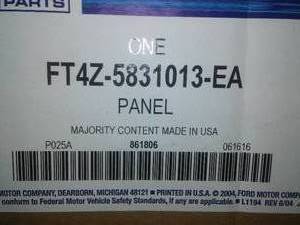 PARTS
ONE
FT4Z-5831013-EA
PANEL
MAJORITY CONTENT MADE IN USA
P025A 861806 061616
MOTOR COMPANY, DEARBORN, MICHIGAN 48121 • PRINTED IN U.S.A. © 2004, FORD MOTOR COMPANY
conform to Federal Motor Vehicle Safety Standards, if any are applicable. • L1194 REV 6/04